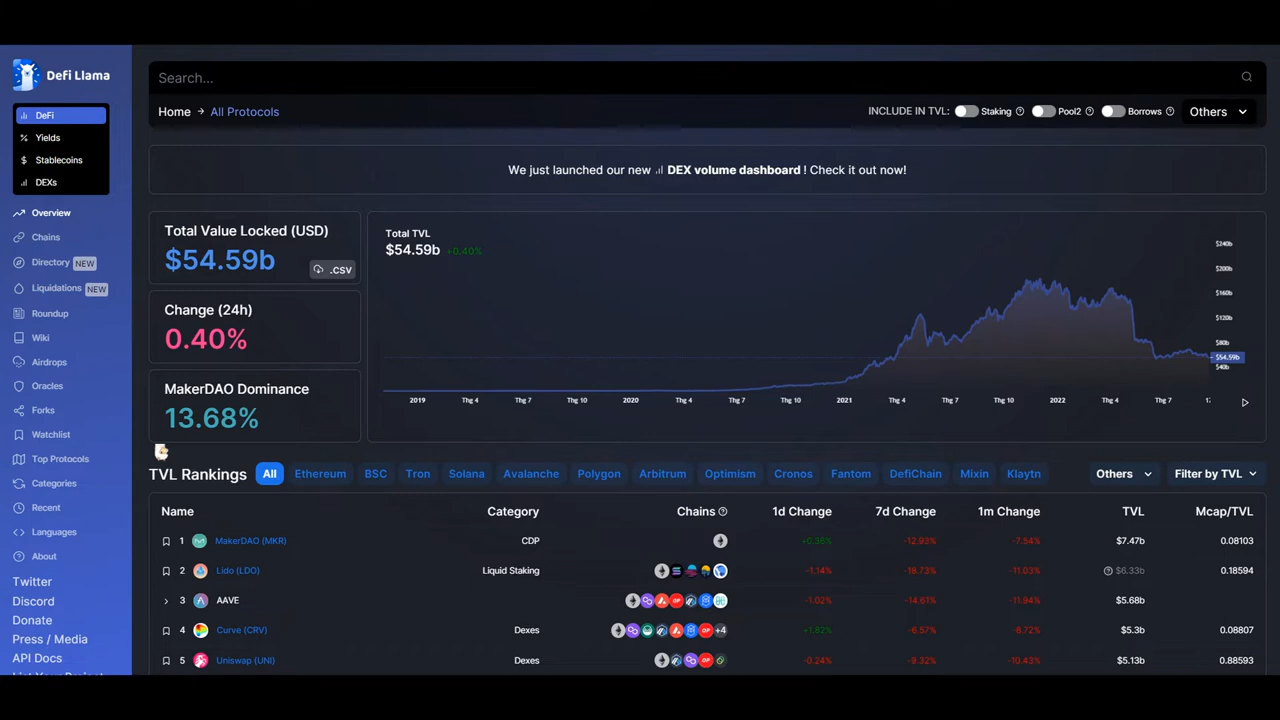 Defi Llama
DeFi
Yields
Stablecoins
DEXs
Overview
Chains
Directory NEW
Liquidations NEW
Roundup
Wiki
Airdrops
Oracles
Forks
Watchlist
Top Protocols
Categories
Recent
Languages
About
Twitter
Discord
Donate
Press / Media
API Docs
List Your Project
Search...
Home → All Protocols
INCLUDE IN TVL: Staking Pool2 Borrows Others
We just launched our new DEX volume dashboard ! Check it out now!
Total Value Locked (USD)
$54.59b
.CSV
Change (24h)
0.40%
MakerDAO Dominance
13.68%
Total TVL
$54.59b +0.40%
$240b
$200b
$160b
$120b
$80b
$54.59b
$40b
2019 Thg 4 Thg 7 Thg 10 2020 Thg 4 Thg 7 Thg 10 2021 Thg 4 Thg 7 Thg 10 2022 Thg 4 Thg 7
TVL Rankings All Ethereum BSC Tron Solana Avalanche Polygon Arbitrum Optimism Cronos Fantom DefiChain Mixin Klaytn Others Filter by TVL
Name Category Chains 1d Change 7d Change 1m Change TVL Mcap/TVL
1 MakerDAO (MKR) CDP +0.36% -12.93% -7.54% $7.47b 0.08103
2 Lido (LDO) Liquid Staking -1.14% -18.73% -11.03% $6.33b 0.18594
3 AAVE -1.02% -14.61% -11.94% $5.68b
4 Curve (CRV) Dexes +4 +1.82% -6.57% -6.72% $5.3b 0.08807
5 Uniswap (UNI) Dexes -0.24% -9.32% -10.43% $5.13b 0.88593